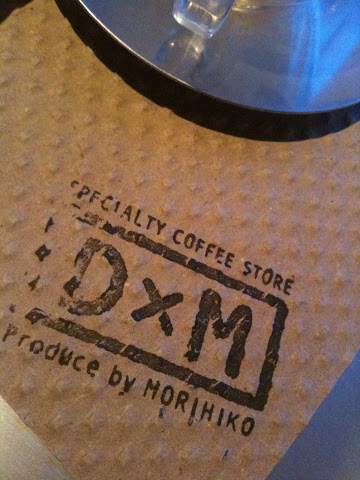 SPECIALTY COFFEE STORE
D×M
Produce by MORIHIKO